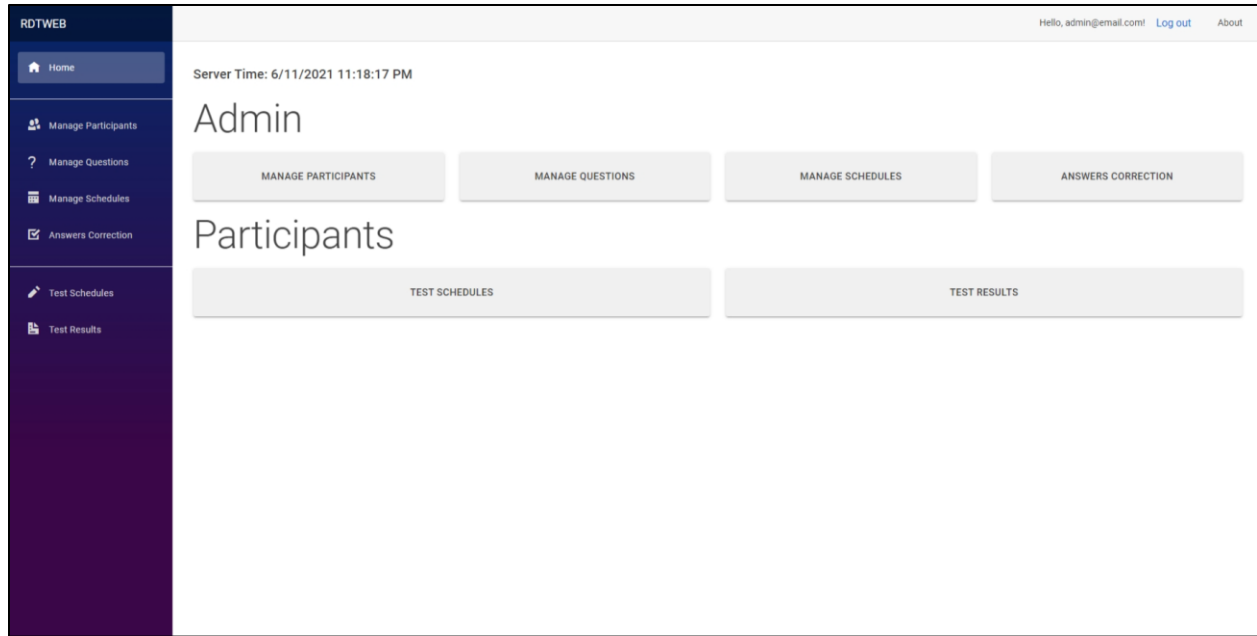 RDTWEB
Hello, admin@email.com! Log out About
Home
Manage Participants
? Manage Questions
Manage Schedules
Answers Correction
Test Schedules
Test Results
Server Time: 6/11/2021 11:18:17 PM
Admin
MANAGE PARTICIPANTS MANAGE QUESTIONS MANAGE SCHEDULES ANSWERS CORRECTION
Participants
TEST SCHEDULES TEST RESULTS